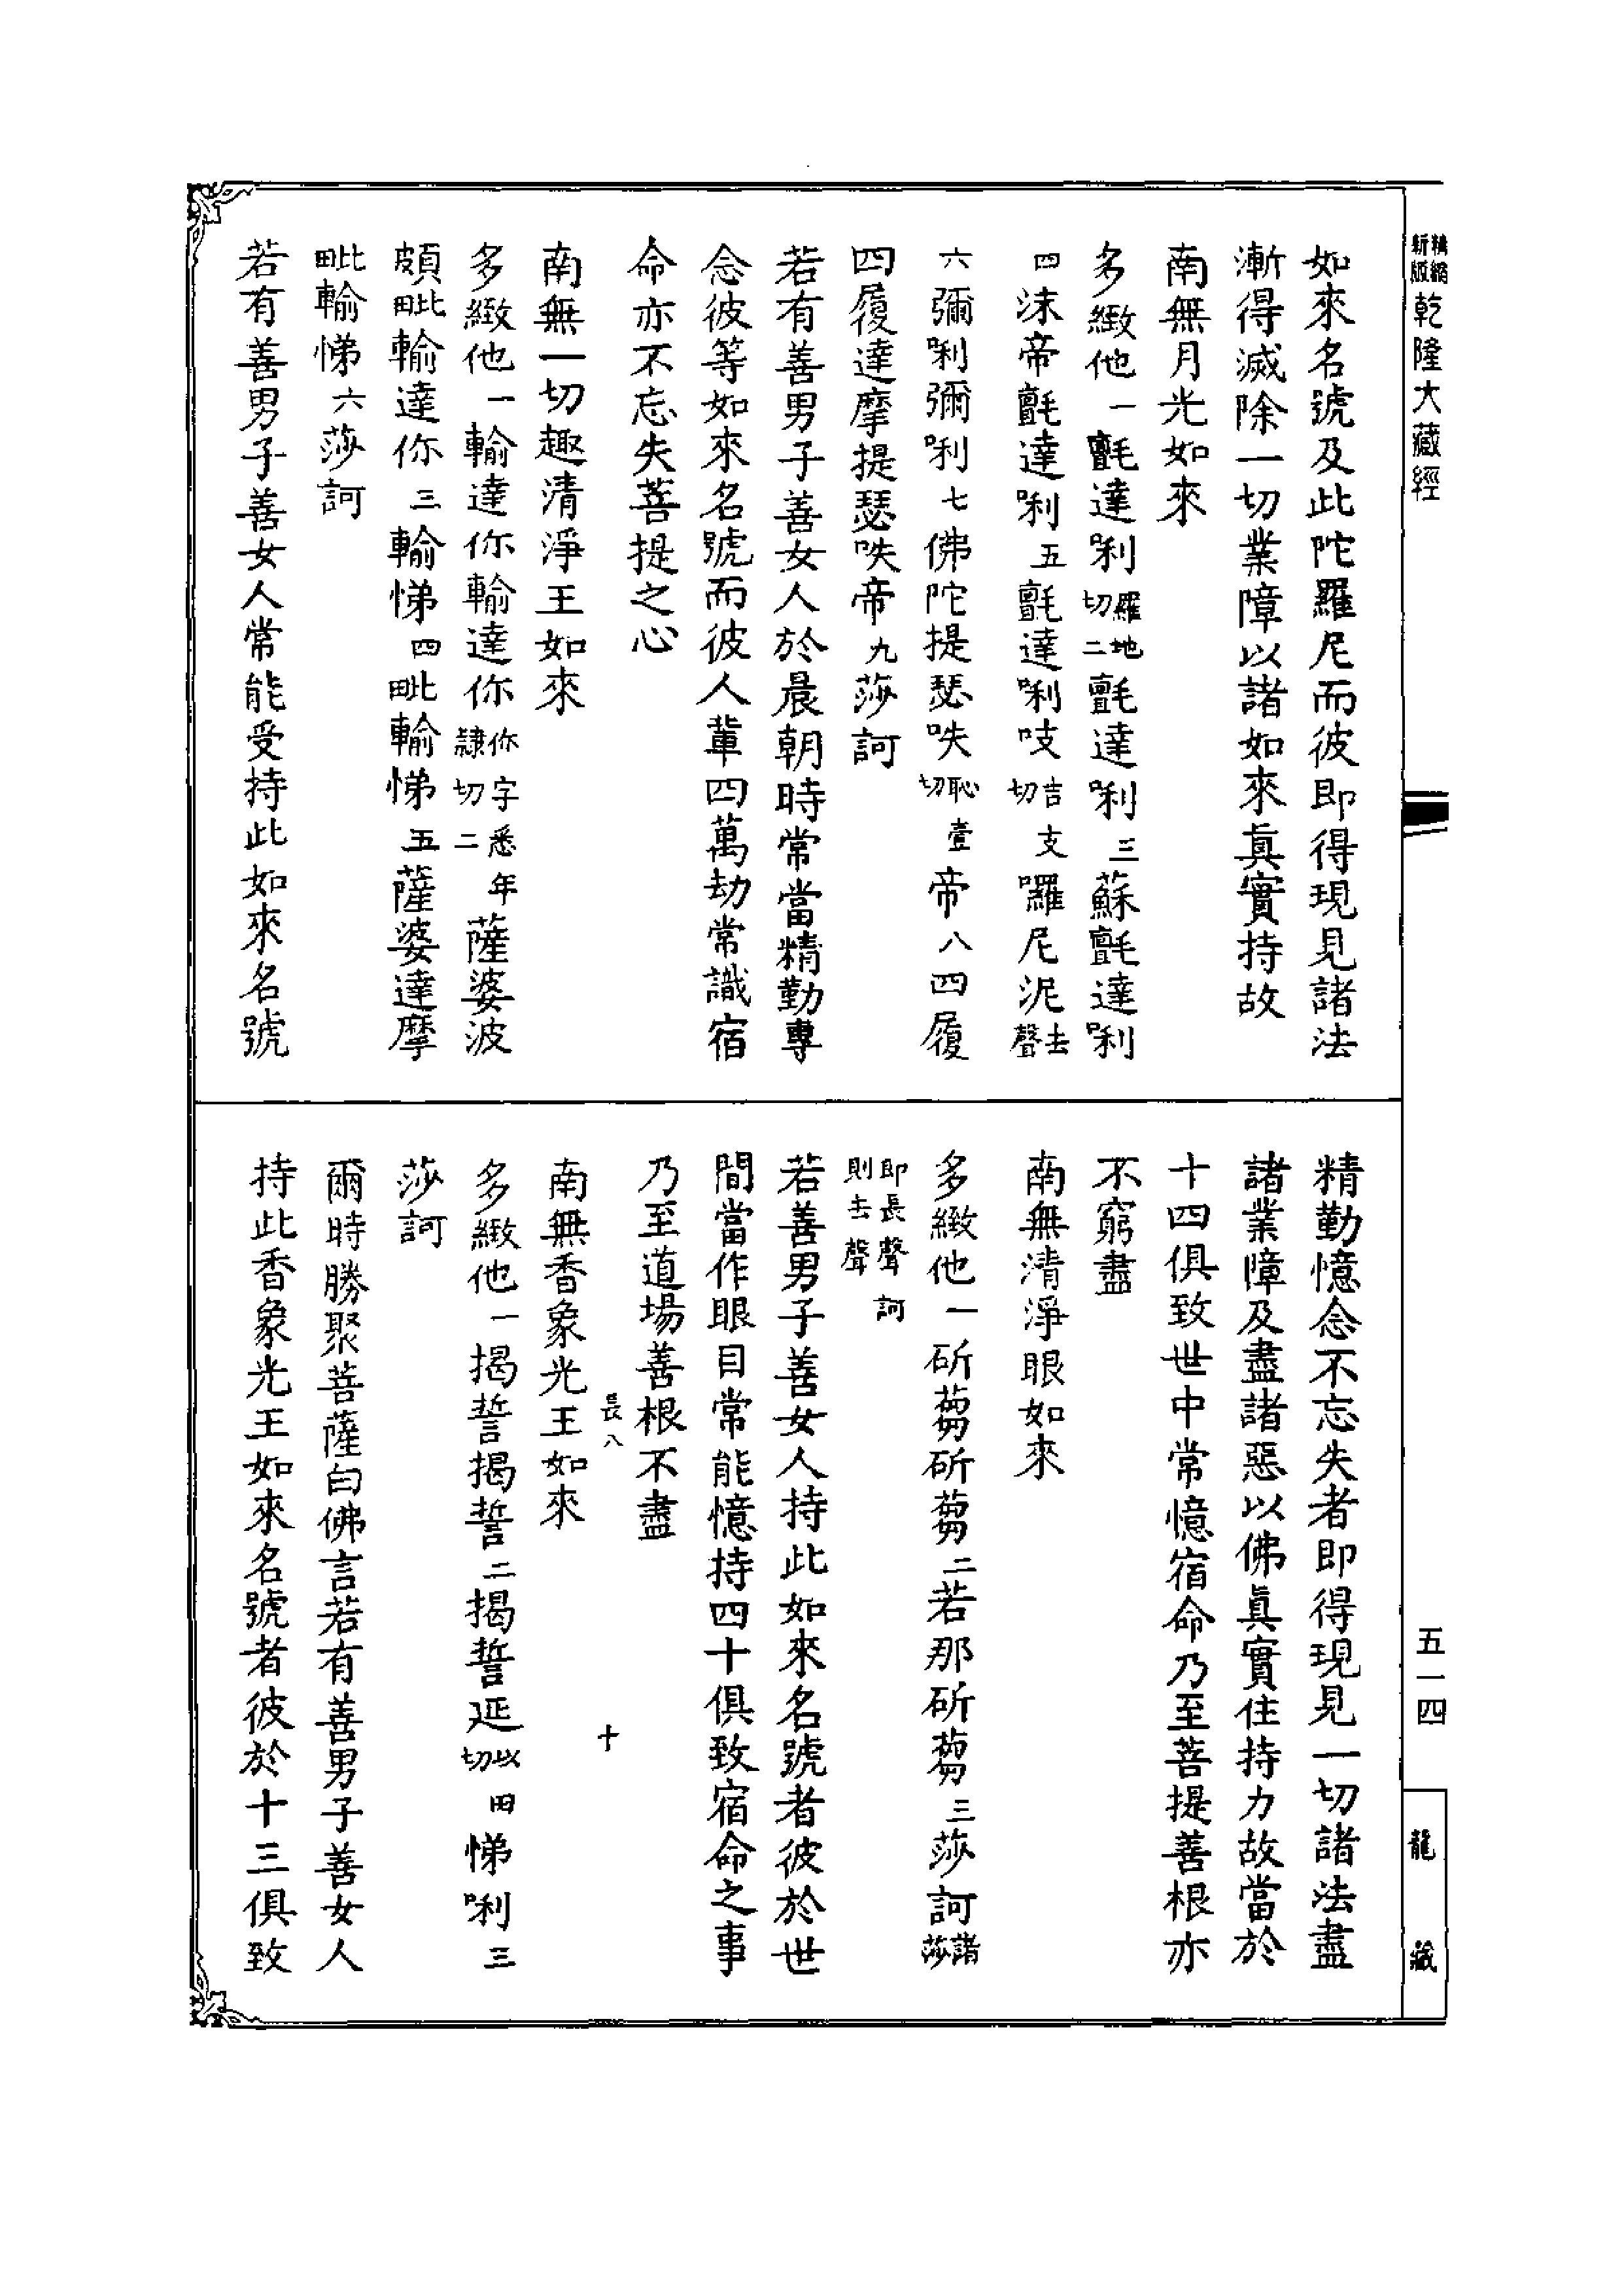 精縮新版乾隆大藏經
如來名號及此陀羅尼而彼即得現見諸法
漸得滅除一切業障以諸如來眞實持故
南無月光如來
多緻他一氈達唎羅地切二氈達唎三蘇氈達唎
四沫帝氈達唎五氈達唎吱吉支切囉尼泥去聲
六彌唎彌唎七佛陀提瑟呹恥壹切帝八四履
四履達摩提瑟呹帝九莎訶
若有善男子善女人於晨朝時常當精勤專
念彼等如來名號而彼人輩四萬劫常識宿
命亦不忘失菩提之心
南無一切趣清淨王如來
多緻他一輸達你輸達你你字悉年隸切二薩婆波
頗毗輸達你三輸悌四毗輸悌五薩婆達摩
毗輸悌六莎訶
若有善男子善女人常能受持此如來名號
精勤憶念不忘失者即得現見一切諸法盡
諸業障及盡諸惡以佛眞實住持力故當於
十四俱致世中常憶宿命乃至菩提善根亦
不窮盡
南無清淨眼如來
多緻他一斫蒭斫蒭二若那斫蒭三莎訶諸莎
即長聲訶則去聲
若善男子善女人持此如來名號者彼於世
間當作眼目常能憶持四十俱致宿命之事
乃至道場善根不盡
長八 十
南無香象光王如來
多緻他一揭誓揭誓二揭誓延以田切悌唎三
莎訶
爾時勝聚菩薩白佛言若有善男子善女人
持此香象光王如來名號者彼於十三俱致
五一四
龍藏